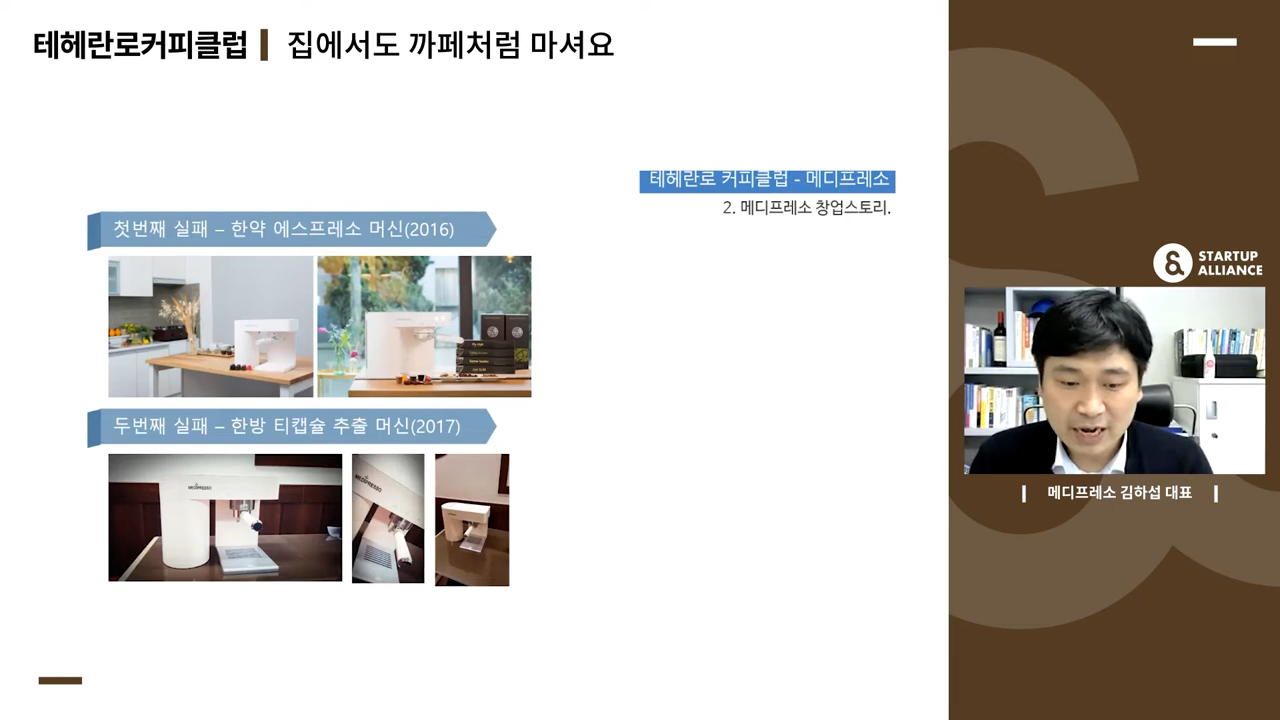 테헤란로커피클럽 | 집에서도 까페처럼 마셔요
테헤란로 커피클럽 - 메디프레소
2. 메디프레소 창업스토리.
첫번째 실패 – 한약 에스프레소 머신(2016)
두번째 실패 – 한방 티캡슐 추출 머신(2017)
MEDIPRESSO
MEDIPRESSO
STARTUP
ALLIANCE
메디프레소 김하섭 대표